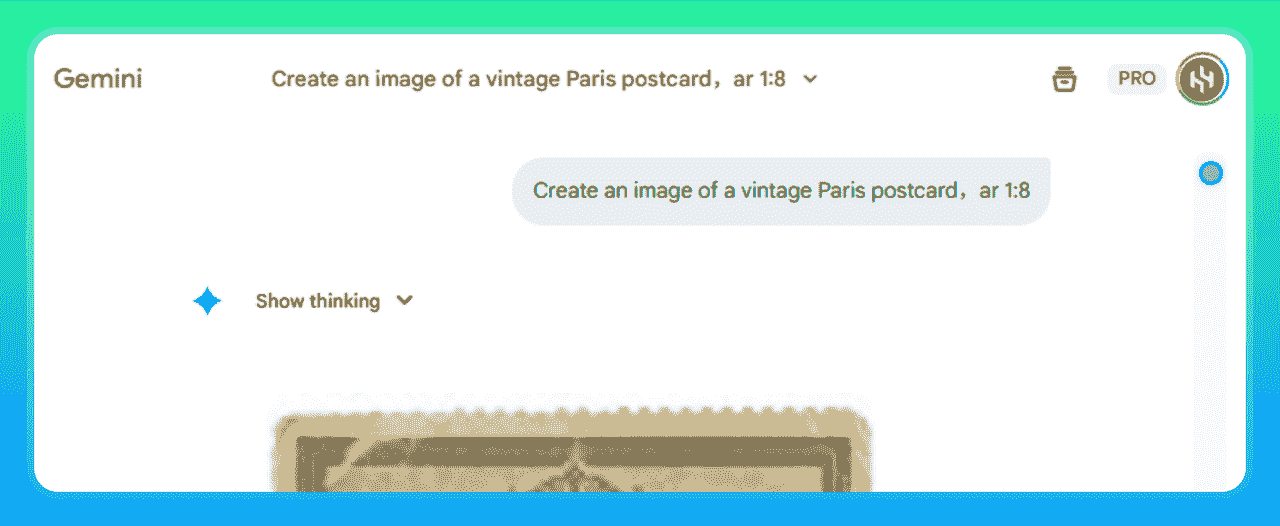 Gemini
Create an image of a vintage Paris postcard，ar 1:8
PRO
Create an image of a vintage Paris postcard，ar 1:8
Show thinking